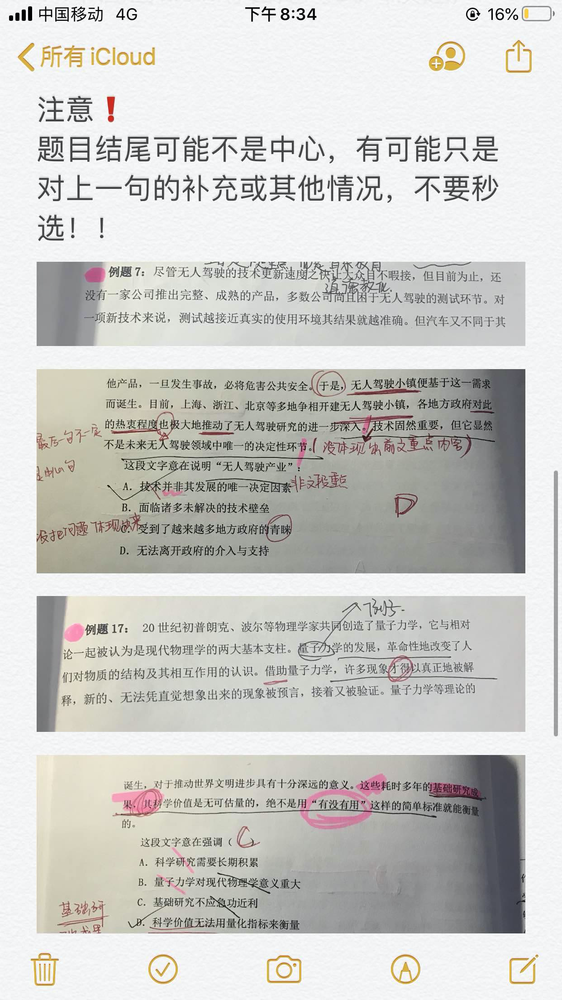 中国移动 4G 下午8:34 16%
所有 iCloud
注意❗
题目结尾可能不是中心，有可能只是
对上一句的补充或其他情况，不要秒
选！！
道德教化.
例题 7：尽管无人驾驶的技术更新速度之快让大众目不暇接，但目前为止，还
没有一家公司推出完整、成熟的产品，多数公司尚且困于无人驾驶的测试环节。对
一项新技术来说，测试越接近真实的使用环境其结果就越准确。但汽车又不同于其
他产品，一旦发生事故，必将危害公共安全。于是，无人驾驶小镇便基于这一需求
而诞生。目前，上海、浙江、北京等多地争相开建无人驾驶小镇，各地方政府对此
的热衷程度也极大地推动了无人驾驶研究的进一步深入。技术固然重要，但它显然
不是未来无人驾驶领域中唯一的决定性环节。（没体现出前文重点内容）
最后一句不一定
是中心句
这段文字意在说明“无人驾驶产业”：
A．技术并非其发展的唯一决定因素 非文段重点
B．面临诸多未解决的技术壁垒
D
没把问题体现出来
C．受到了越来越多地方政府的青睐
D．无法离开政府的介入与支持
例子.
例题 17： 20 世纪初普朗克、波尔等物理学家共同创造了量子力学，它与相对
论一起被认为是现代物理学的两大基本支柱。量子力学的发展，革命性地改变了人
们对物质的结构及其相互作用的认识。借助量子力学，许多现象才得以真正地被解
释，新的、无法凭直觉想象出来的现象被预言，接着又被验证。量子力学等理论的
诞生，对于推动世界文明进步具有十分深远的意义。这些耗时多年的基础研究成
果，其科学价值是无可估量的，绝不是用“有没有用”这样的简单标准就能衡量
的。
这段文字意在强调（ C ）
A．科学研究需要长期积累
B．量子力学对现代物理学意义重大
C．基础研究不应急功近利
D．科学价值无法用量化指标来衡量
基础研